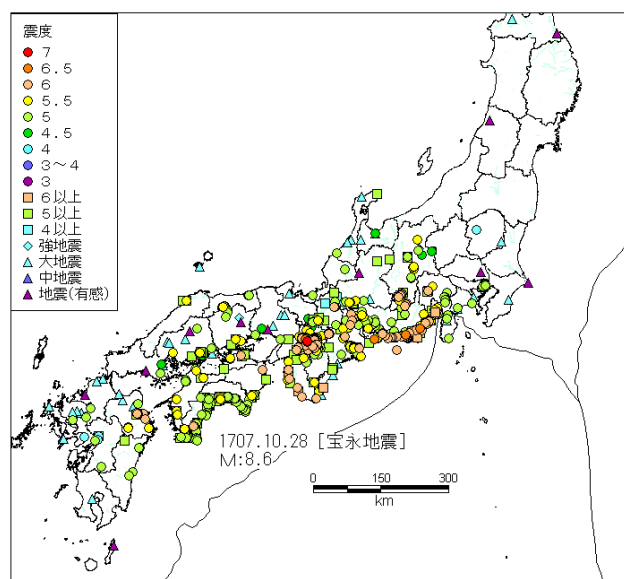 震度
7
6.5
6
5.5
5
4.5
4
3～4
3
6以上
5以上
4以上
強地震
大地震
中地震
地震(有感)
1707.10.28 [宝永地震]
M:8.6
0 150 300
km